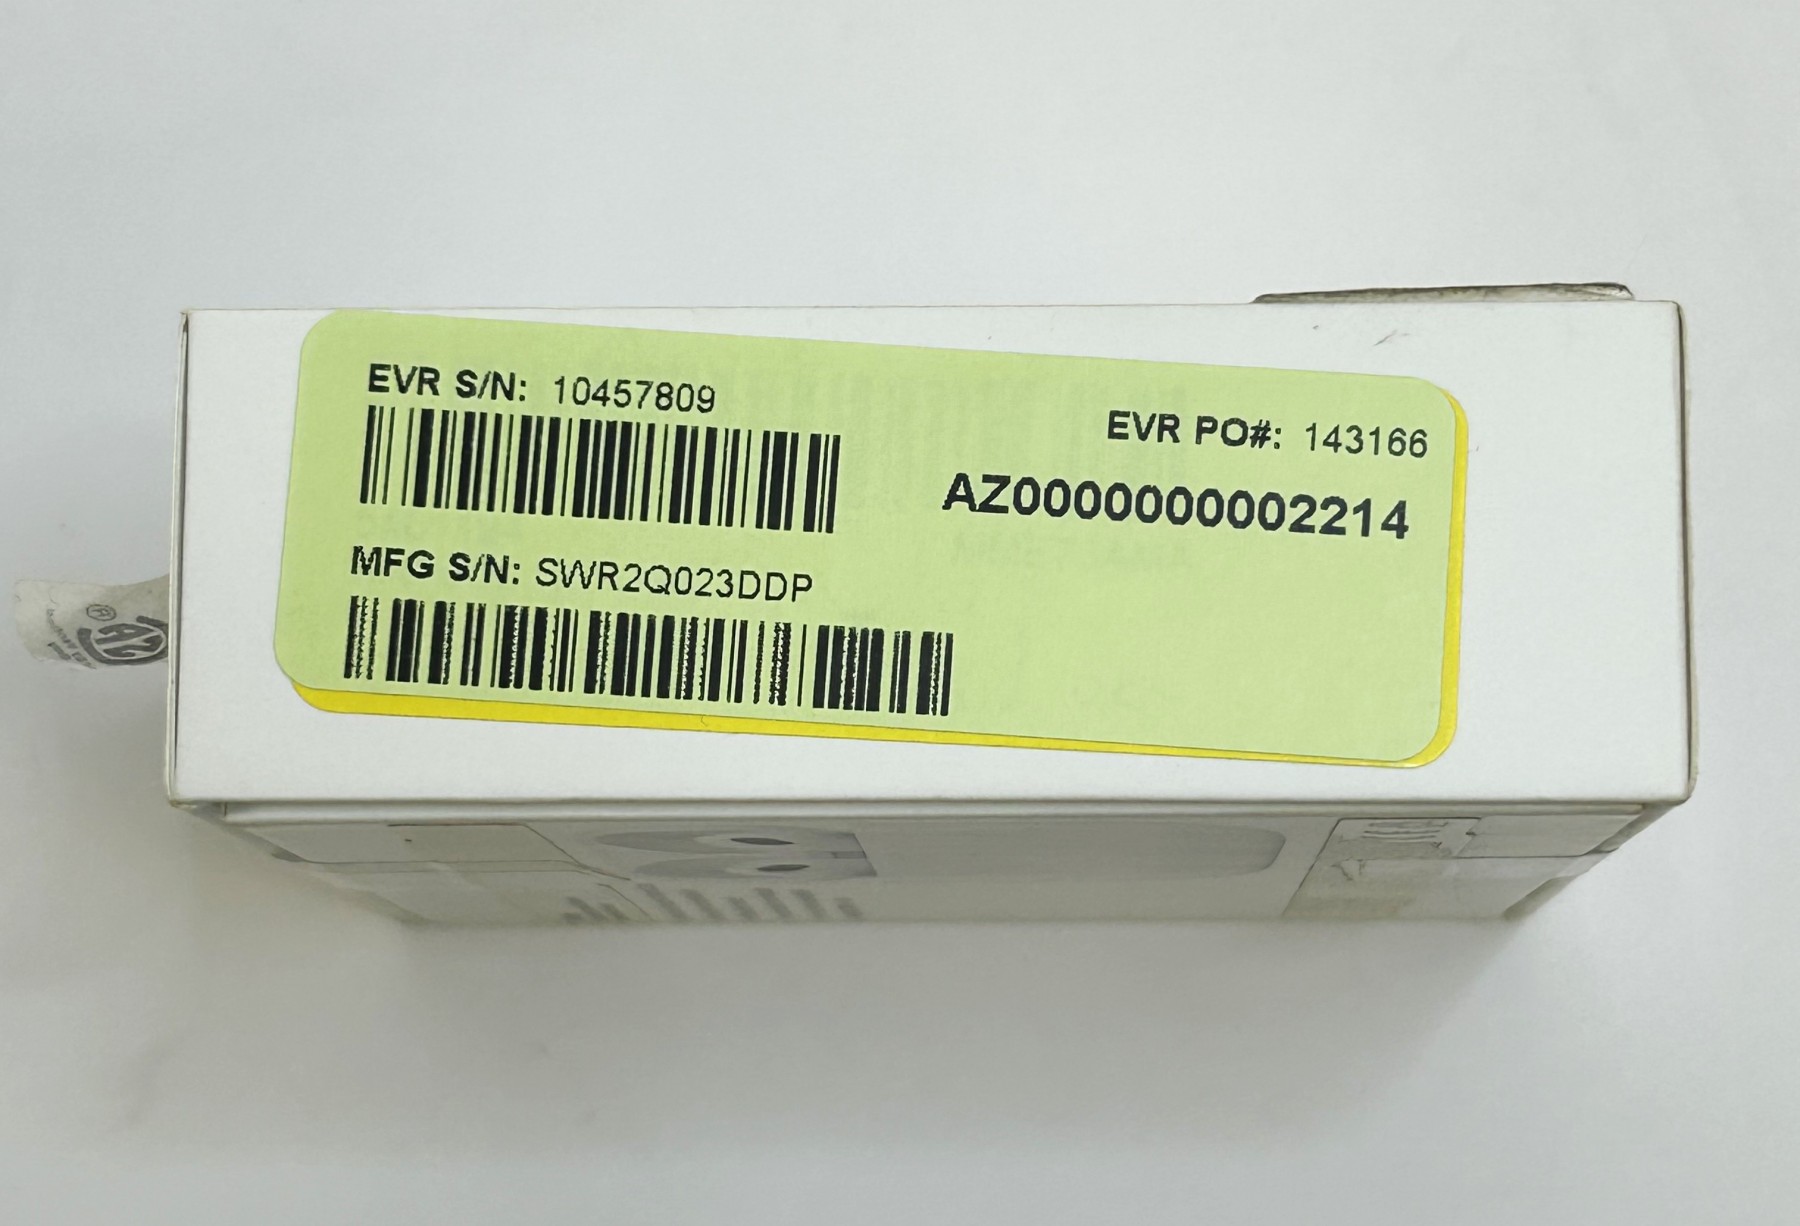 EVR S/N: 10457809
EVR PO#: 143166
AZ0000000002214
MFG S/N: SWR2Q023DDP